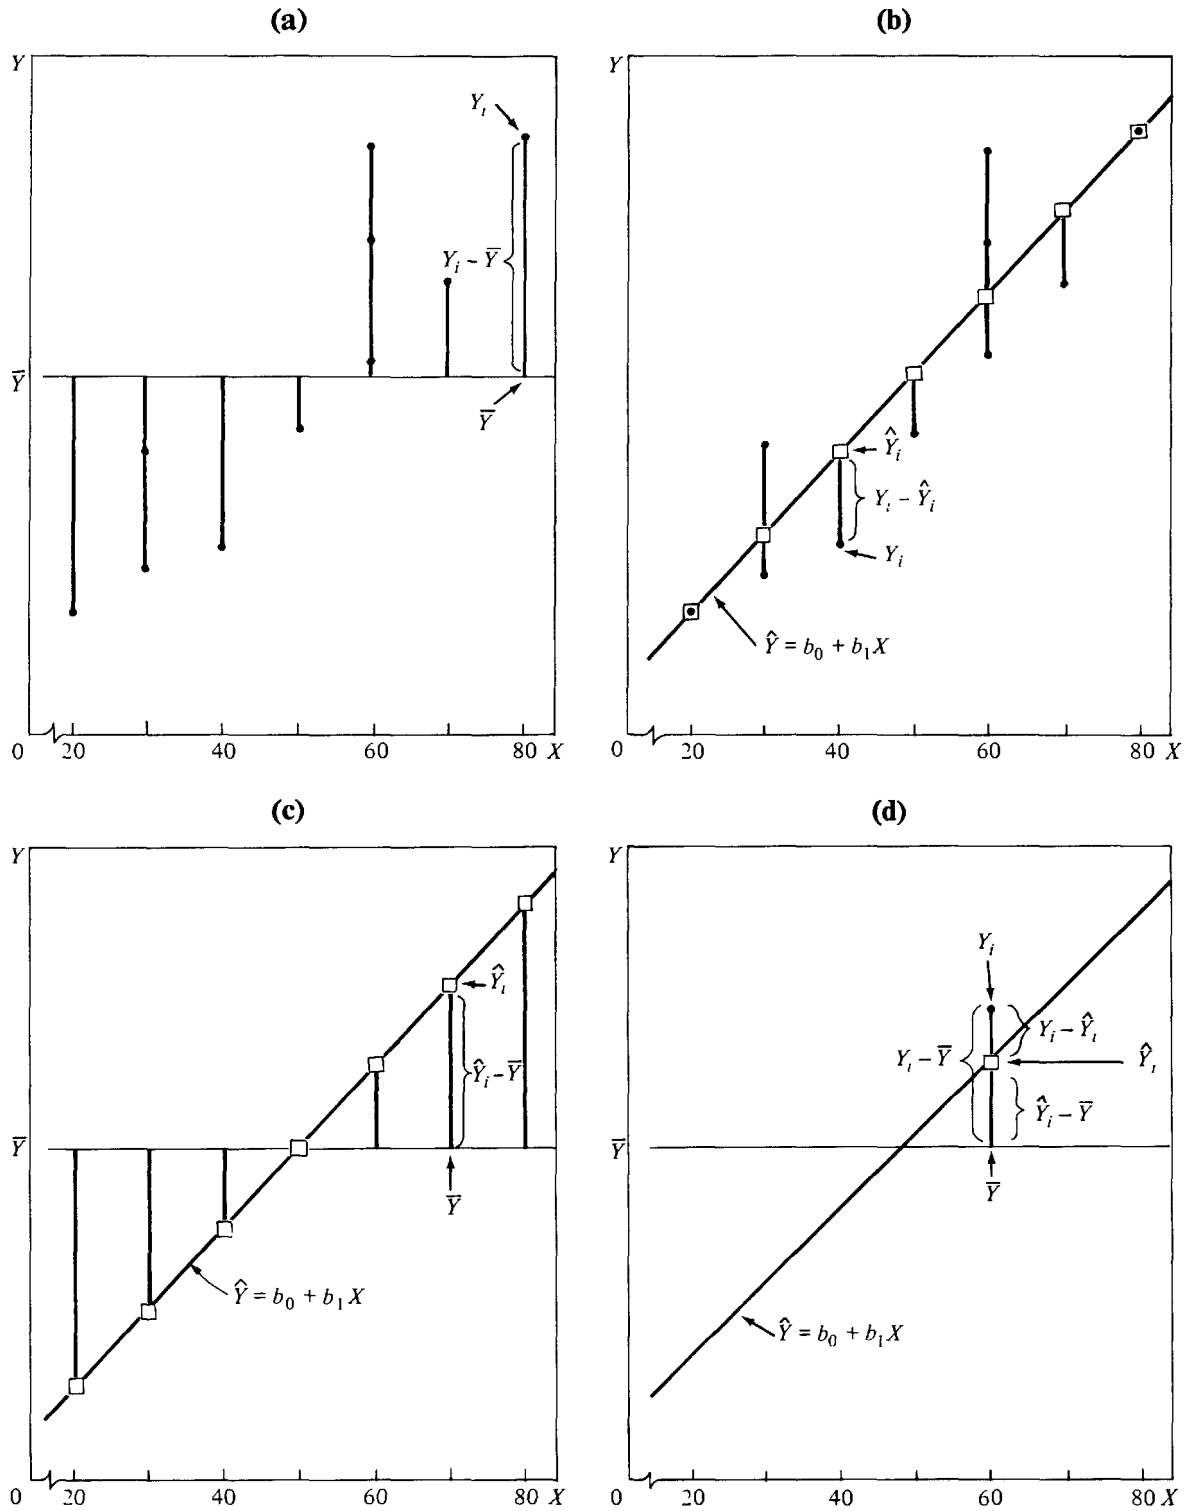 (a)
Y
Yᵢ
Yᵢ − Y̅
Y̅
Y̅
0 20 40 60 80 X
(b)
Y
Ŷᵢ
Yᵢ − Ŷᵢ
Yᵢ
Ŷ = b₀ + b₁X
0 20 40 60 80 X
(c)
Y
Ŷᵢ
Ŷᵢ − Y̅
Y̅
Y̅
Ŷ = b₀ + b₁X
0 20 40 60 80 X
(d)
Y
Yᵢ
Yᵢ − Ŷᵢ
Yᵢ − Y̅
Ŷᵢ
Ŷᵢ − Y̅
Y̅
Y̅
Ŷ = b₀ + b₁X
0 20 40 60 80 X